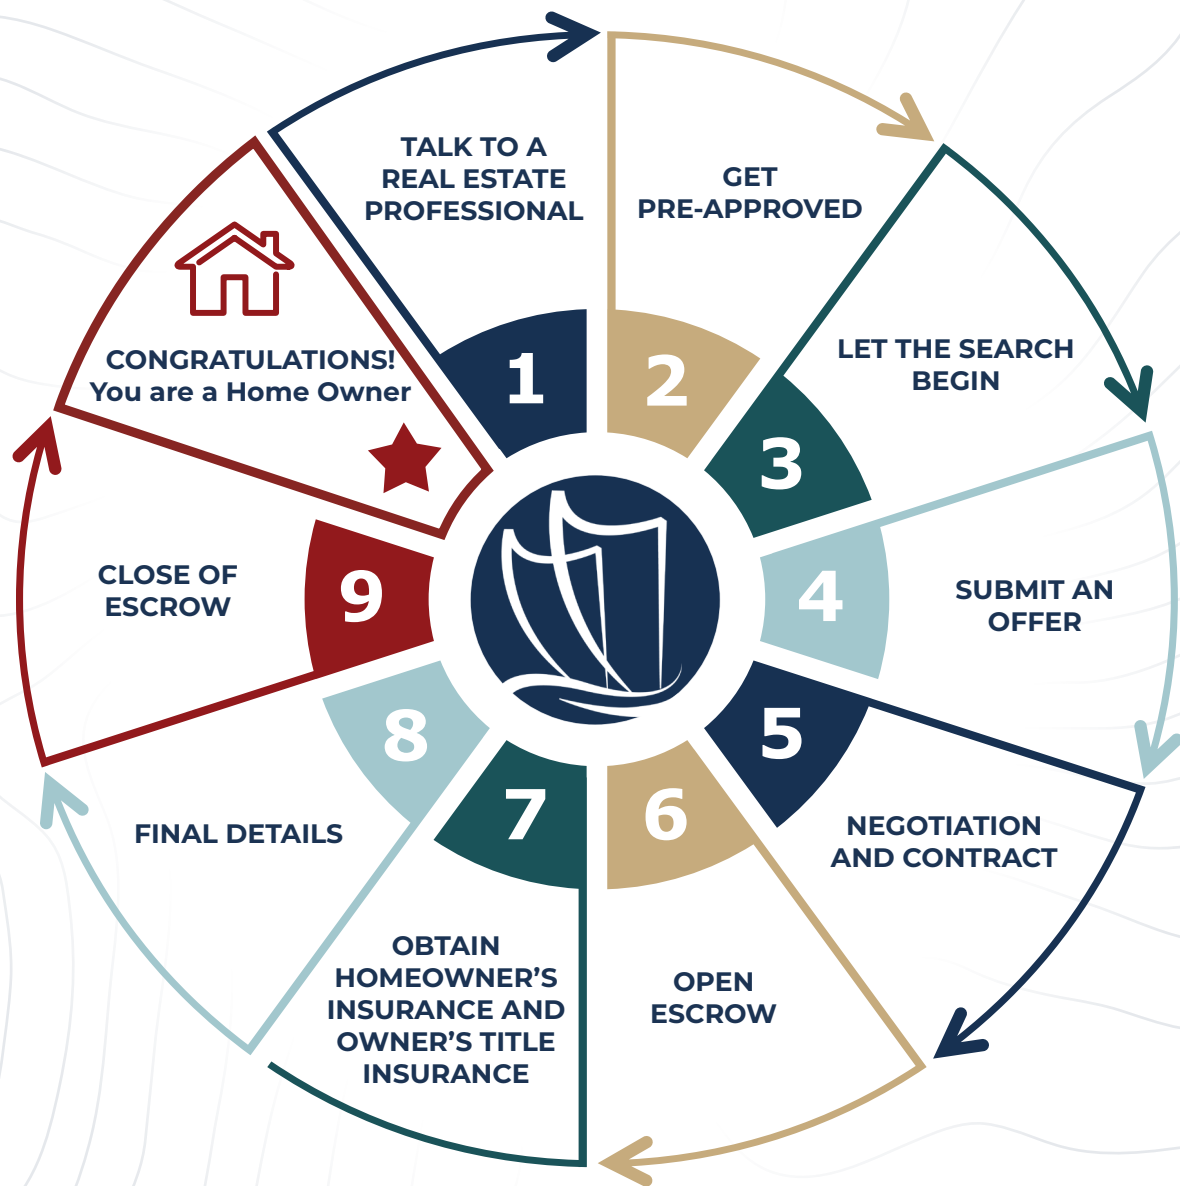 TALK TO A
REAL ESTATE
PROFESSIONAL
1
GET
PRE-APPROVED
2
LET THE SEARCH
BEGIN
3
SUBMIT AN
OFFER
4
NEGOTIATION
AND CONTRACT
5
OPEN
ESCROW
6
OBTAIN
HOMEOWNER’S
INSURANCE AND
OWNER’S TITLE
INSURANCE
7
FINAL DETAILS
8
CLOSE OF
ESCROW
9
CONGRATULATIONS!
You are a Home Owner